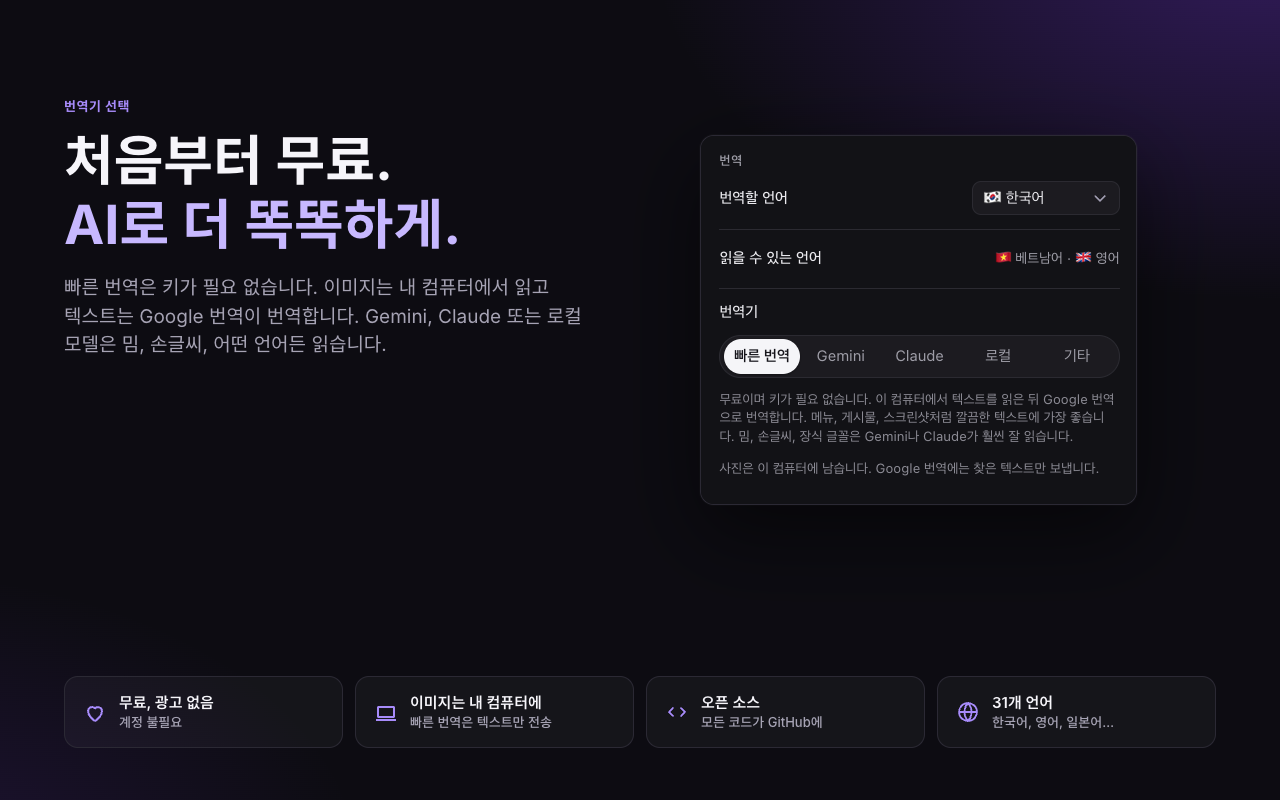 번역기 선택
처음부터 무료.
AI로 더 똑똑하게.
빠른 번역은 키가 필요 없습니다. 이미지는 내 컴퓨터에서 읽고
텍스트는 Google 번역이 번역합니다. Gemini, Claude 또는 로컬
모델은 밈, 손글씨, 어떤 언어든 읽습니다.
번역
번역할 언어
🇰🇷 한국어
읽을 수 있는 언어
🇻🇳 베트남어 · 🇬🇧 영어
번역기
빠른 번역
Gemini
Claude
로컬
기타
무료이며 키가 필요 없습니다. 이 컴퓨터에서 텍스트를 읽은 뒤 Google 번역
으로 번역합니다. 메뉴, 게시물, 스크린샷처럼 깔끔한 텍스트에 가장 좋습니
다. 밈, 손글씨, 장식 글꼴은 Gemini나 Claude가 훨씬 잘 읽습니다.
사진은 이 컴퓨터에 남습니다. Google 번역에는 찾은 텍스트만 보냅니다.
무료, 광고 없음
계정 불필요
이미지는 내 컴퓨터에
빠른 번역은 텍스트만 전송
오픈 소스
모든 코드가 GitHub에
31개 언어
한국어, 영어, 일본어...